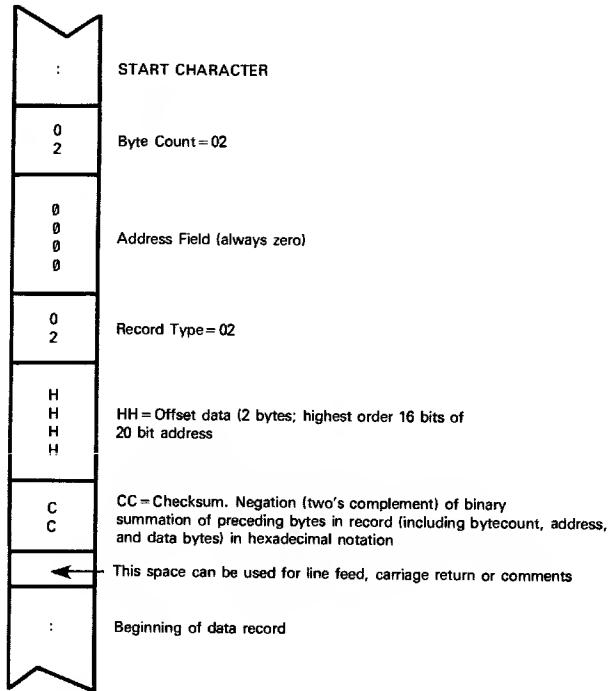 :
START CHARACTER
0
2
Byte Count=02
0
0
0
0
Address Field (always zero)
0
2
Record Type=02
H
H
H
H
HH=Offset data (2 bytes; highest order 16 bits of
20 bit address
C
C
CC=Checksum. Negation (two's complement) of binary
summation of preceding bytes in record (including bytecount, address,
and data bytes) in hexadecimal notation
This space can be used for line feed, carriage return or comments
:
Beginning of data record